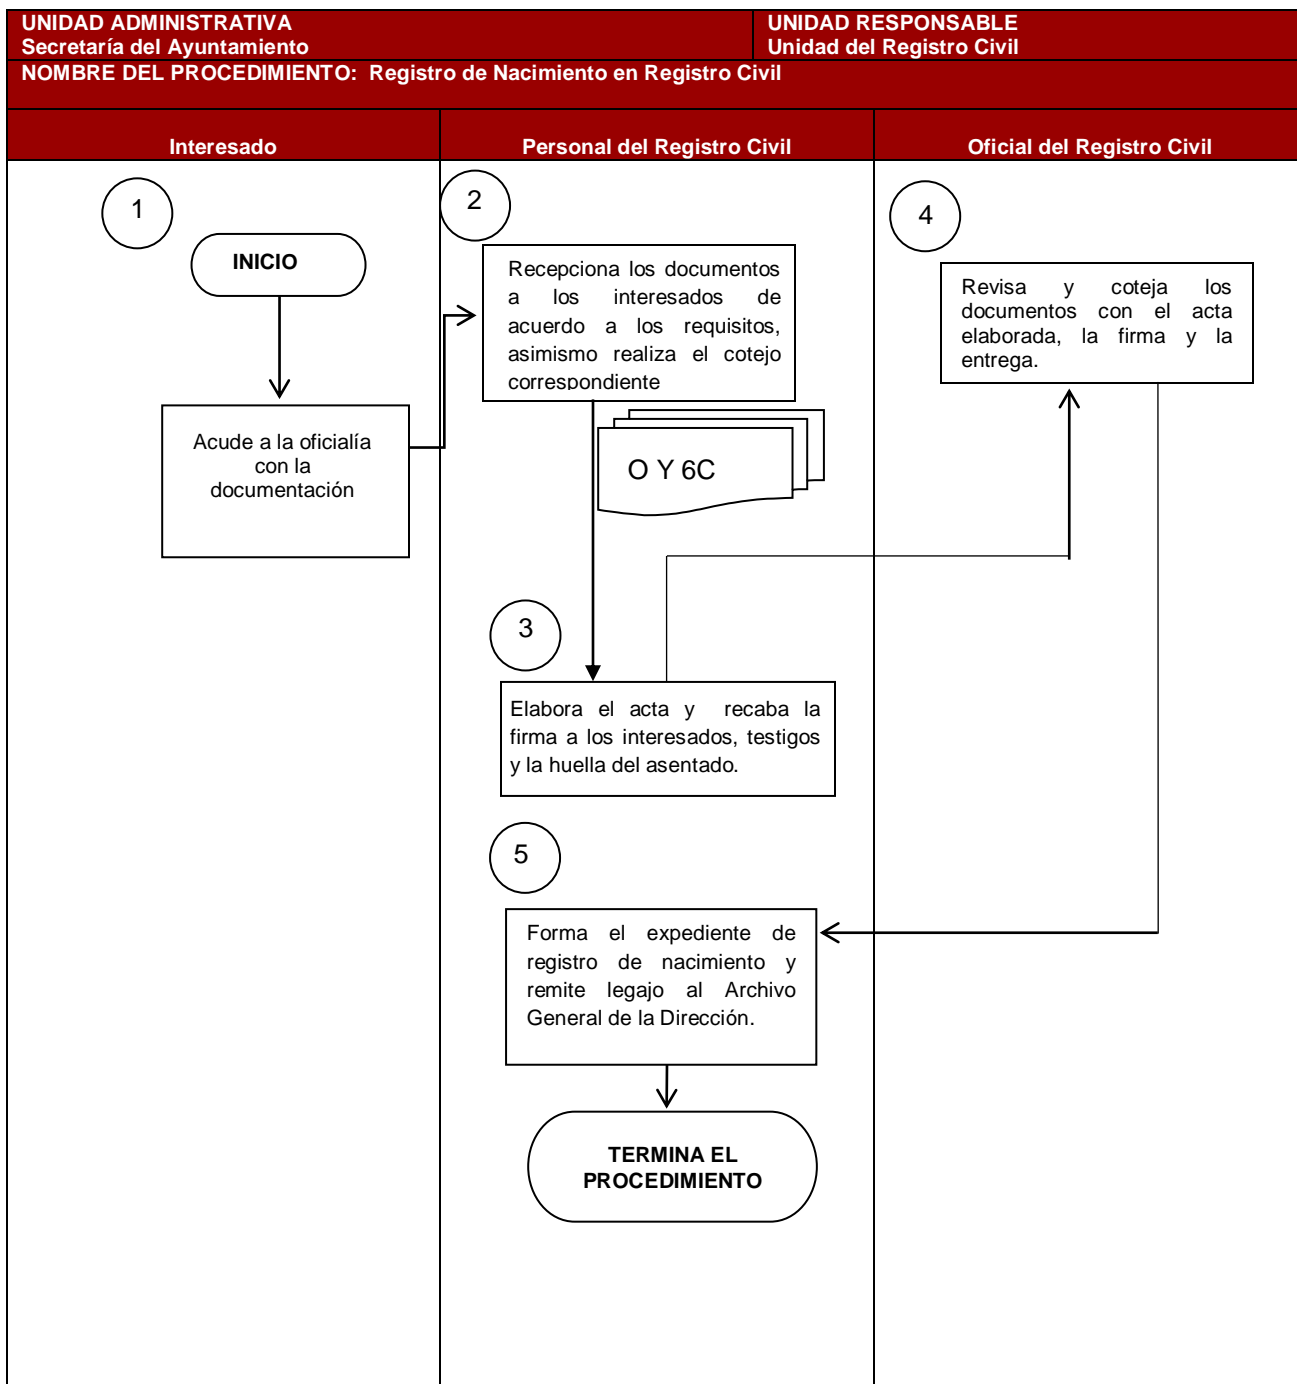 UNIDAD ADMINISTRATIVA
Secretaría del Ayuntamiento
UNIDAD RESPONSABLE
Unidad del Registro Civil
NOMBRE DEL PROCEDIMIENTO: Registro de Nacimiento en Registro Civil
Interesado
Personal del Registro Civil
Oficial del Registro Civil
1
INICIO
Acude a la oficialía
con la
documentación
2
Recepciona los documentos
a los interesados de
acuerdo a los requisitos,
asimismo realiza el cotejo
correspondiente
O Y 6C
3
Elabora el acta y recaba la
firma a los interesados, testigos
y la huella del asentado.
4
Revisa y coteja los
documentos con el acta
elaborada, la firma y la
entrega.
5
Forma el expediente de
registro de nacimiento y
remite legajo al Archivo
General de la Dirección.
TERMINA EL
PROCEDIMIENTO